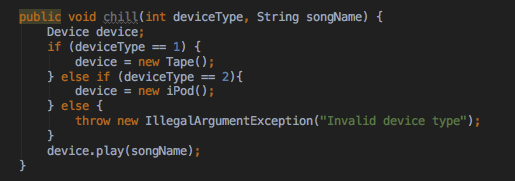 public void chill(int deviceType, String songName) {
    Device device;
    if (deviceType == 1) {
        device = new Tape();
    } else if (deviceType == 2){
        device = new iPod();
    } else {
        throw new IllegalArgumentException("Invalid device type");
    }
    device.play(songName);
}